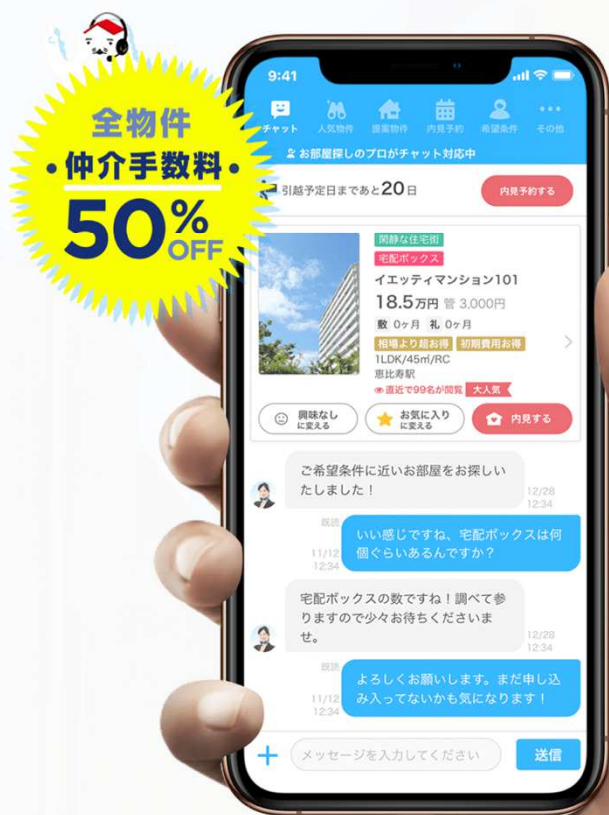 全物件
・仲介手数料・
50%
OFF
9:41
チャット
人気物件
提案物件
内見予約
希望条件
その他
お部屋探しのプロがチャット対応中
引越予定日まであと20日
内見予約する
閑静な住宅街
宅配ボックス
イエッティマンション101
18.5万円 管 3,000円
敷 0ヶ月 礼 0ヶ月
相場より超お得 初期費用お得
1LDK/45㎡/RC
恵比寿駅
直近で99名が閲覧 大人気
興味なし
に変える
お気に入り
に変える
内見する
ご希望条件に近いお部屋をお探しい
たしました!
12/28
12:34
既読
11/12
12:34
いい感じですね、宅配ボックスは何
個ぐらいあるんですか?
宅配ボックスの数ですね!調べて参
りますので少々お待ちくださいま
せ。
12/28
12:34
既読
11/12
12:34
よろしくお願いします。まだ申し込
み入ってないかも気になります!
メッセージを入力してください
送信